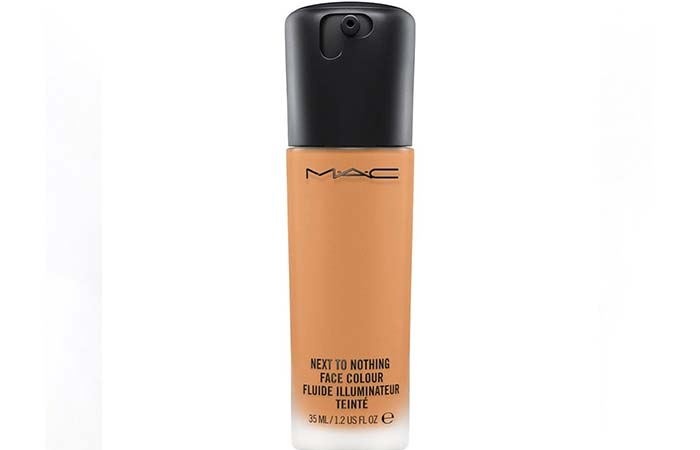 M·A·C
NEXT TO NOTHING
FACE COLOUR
FLUIDE ILLUMINATEUR
TEINTÉ
35 ML / 1.2 US FL OZ ℮